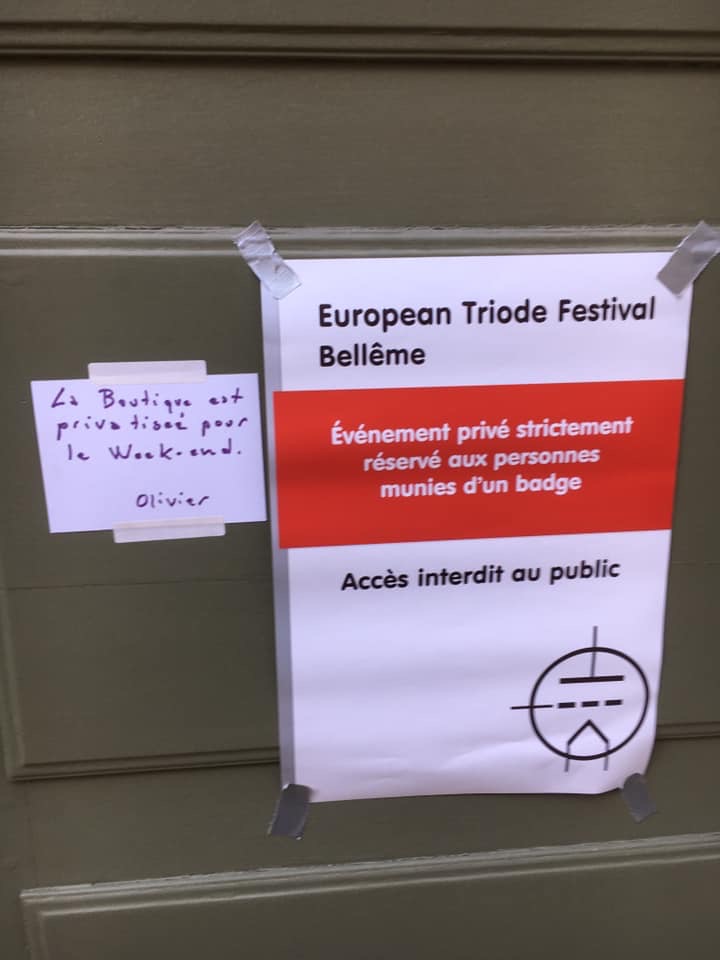 La Boutique est
privatisée pour
le Week-end.
Olivier
European Triode Festival
Bellême
Événement privé strictement
réservé aux personnes
munies d'un badge
Accès interdit au public